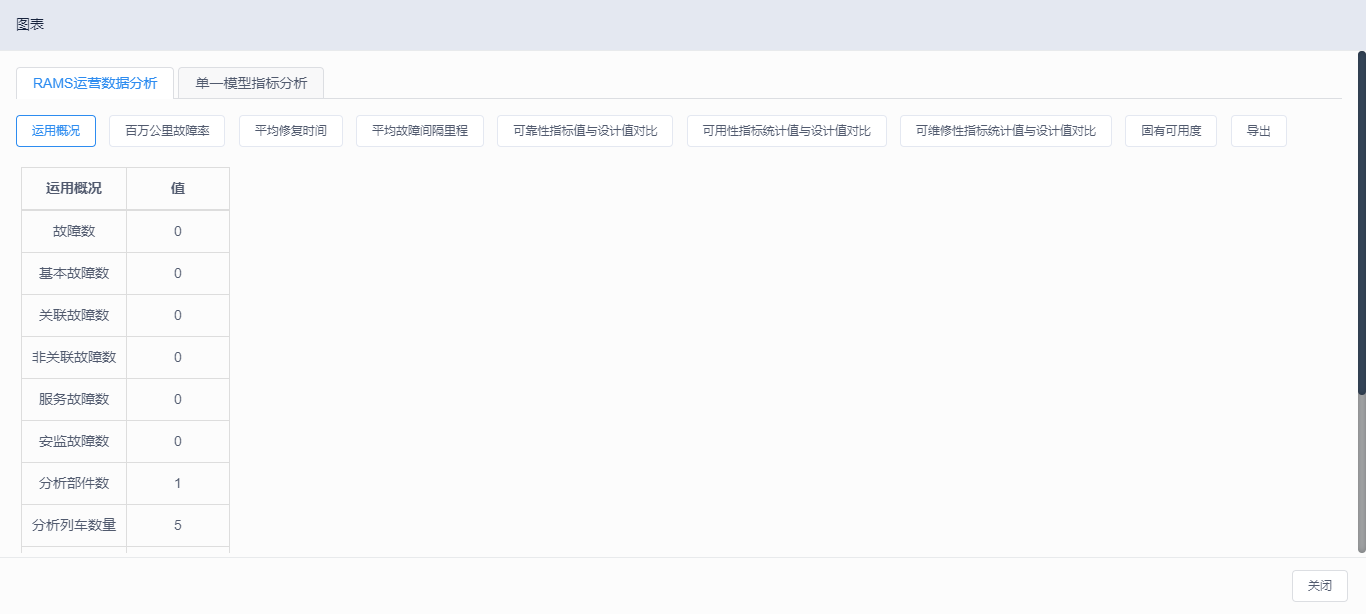 图表
RAMS运营数据分析 单一模型指标分析
运用概况 百万公里故障率 平均修复时间 平均故障间隔里程 可靠性指标值与设计值对比 可用性指标统计值与设计值对比 可维修性指标统计值与设计值对比 固有可用度 导出
运用概况 值
故障数 0
基本故障数 0
关联故障数 0
非关联故障数 0
服务故障数 0
安监故障数 0
分析部件数 1
分析列车数量 5
关闭